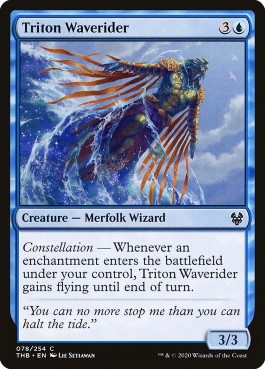 Triton Waverider 3
Creature — Merfolk Wizard
Constellation — Whenever an
enchantment enters the battlefield
under your control, Triton Waverider
gains flying until end of turn.
"You can no more stop me than you can
halt the tide."
3/3
078/254 C
THB • EN Lie Setiawan
™ & © 2020 Wizards of the Coast